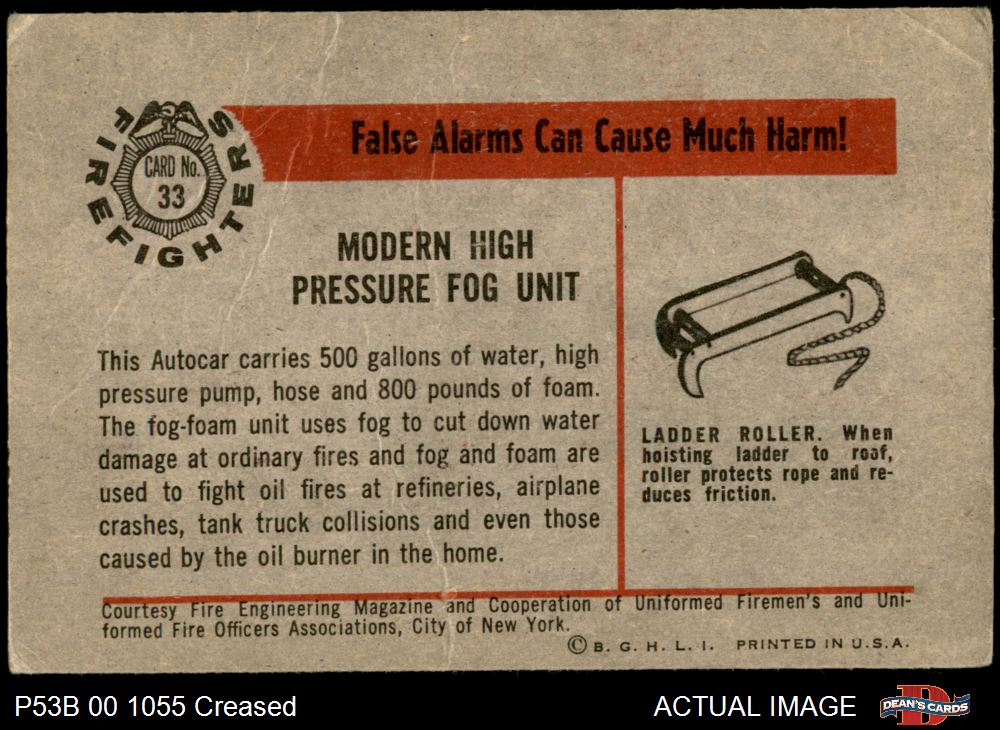 FIREFIGHTERS
CARD No.
33
False Alarms Can Cause Much Harm!
MODERN HIGH
PRESSURE FOG UNIT
This Autocar carries 500 gallons of water, high
pressure pump, hose and 800 pounds of foam.
The fog-foam unit uses fog to cut down water
damage at ordinary fires and fog and foam are
used to fight oil fires at refineries, airplane
crashes, tank truck collisions and even those
caused by the oil burner in the home.
LADDER ROLLER. When
hoisting ladder to roof,
roller protects rope and re-
duces friction.
Courtesy Fire Engineering Magazine and Cooperation of Uniformed Firemen's and Uni-
formed Fire Officers Associations, City of New York.
© B. G. H. L. I. PRINTED IN U.S.A.
P53B 00 1055 Creased
ACTUAL IMAGE
D
DEAN'S CARDS